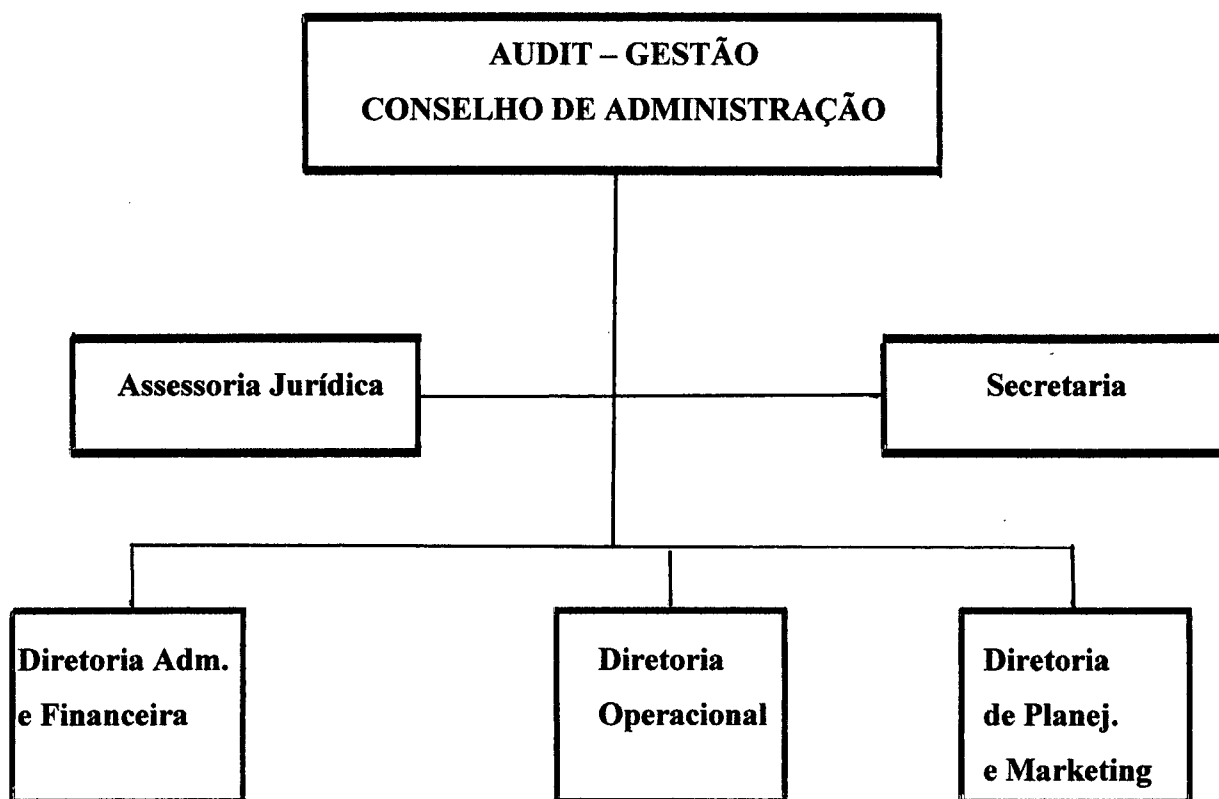 AUDIT – GESTÃO
CONSELHO DE ADMINISTRAÇÃO
Assessoria Jurídica
Secretaria
Diretoria Adm.
e Financeira
Diretoria
Operacional
Diretoria
de Planej.
e Marketing